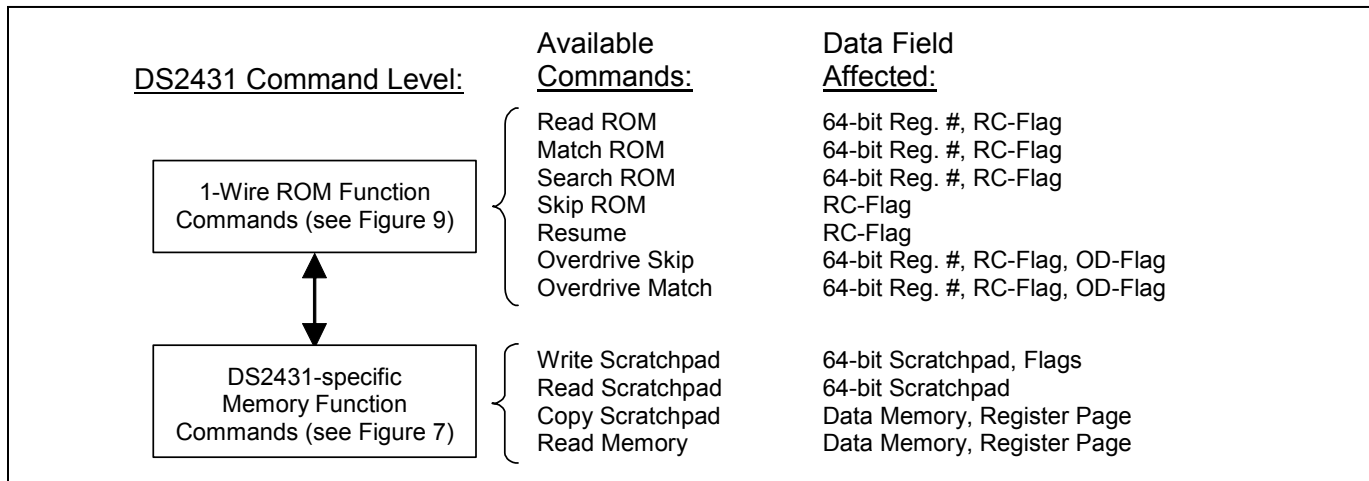 Available Data Field
DS2431 Command Level: Commands: Affected:
Read ROM 64-bit Reg. #, RC-Flag
Match ROM 64-bit Reg. #, RC-Flag
1-Wire ROM Function Search ROM 64-bit Reg. #, RC-Flag
Commands (see Figure 9) Skip ROM RC-Flag
Resume RC-Flag
Overdrive Skip 64-bit Reg. #, RC-Flag, OD-Flag
Overdrive Match 64-bit Reg. #, RC-Flag, OD-Flag
Write Scratchpad 64-bit Scratchpad, Flags
DS2431-specific Read Scratchpad 64-bit Scratchpad
Memory Function Copy Scratchpad Data Memory, Register Page
Commands (see Figure 7) Read Memory Data Memory, Register Page